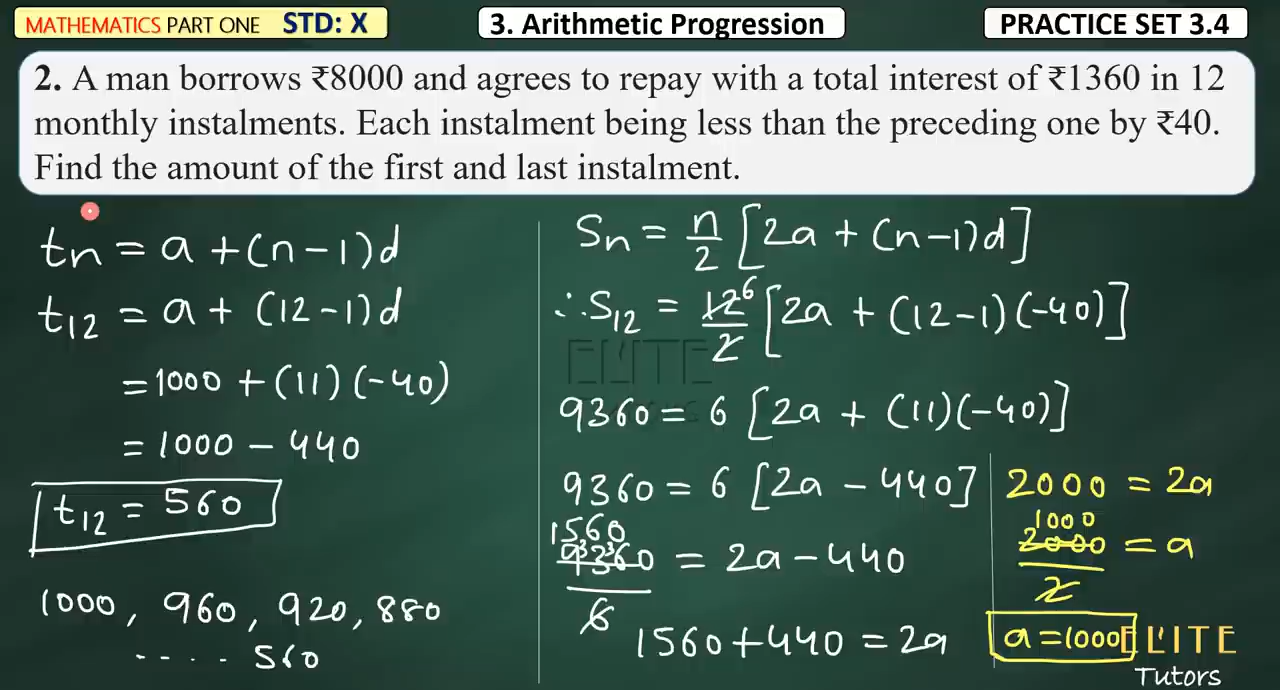 MATHEMATICS PART ONE STD: X
3. Arithmetic Progression
PRACTICE SET 3.4
2. A man borrows ₹8000 and agrees to repay with a total interest of ₹1360 in 12
monthly instalments. Each instalment being less than the preceding one by ₹40.
Find the amount of the first and last instalment.
tn = a + (n-1)d
t12 = a + (12-1)d
= 1000 + (11)(-40)
= 1000 - 440
t12 = 560
1000, 960, 920, 880
.... 560
Sn = n/2 [2a + (n-1)d]
∴ S12 = 12/2 6 [2a + (12-1)(-40)]
ELITE
9360 = 6 [2a + (11)(-40)]
9360 = 6 [2a - 440]
1560
9360/6 = 2a - 440
1560 + 440 = 2a
2000 = 2a
1000
2000/2 = a
a = 1000
ELITE
Tutors